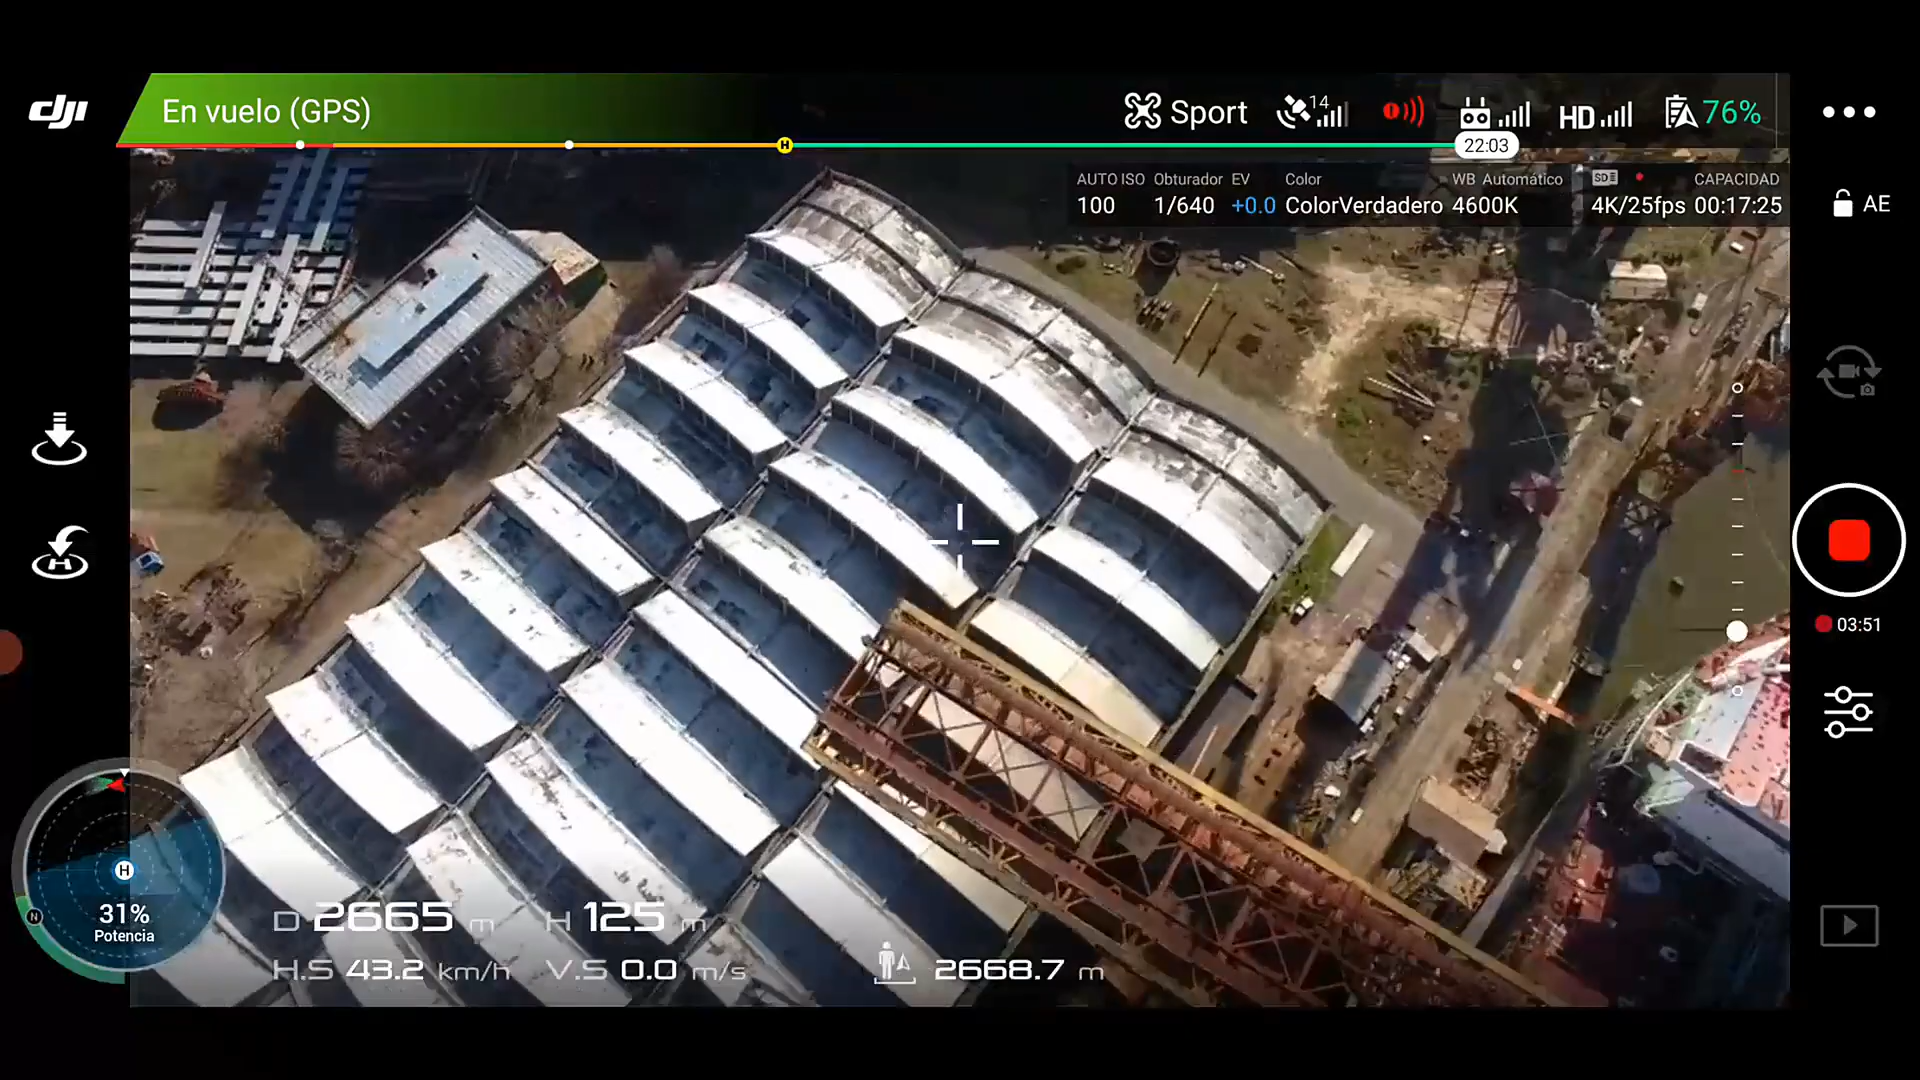 dji
En vuelo (GPS)
Sport
14
HD
76%
H
22:03
AUTO ISO Obturador EV Color WB Automático SD CAPACIDAD
100 1/640 +0.0 ColorVerdadero 4600K 4K/25fps 00:17:25
AE
03:51
H
H
N
31%
Potencia
D 2665 m H 125 m
H.S 43.2 km/h V.S 0.0 m/s 2668.7 m